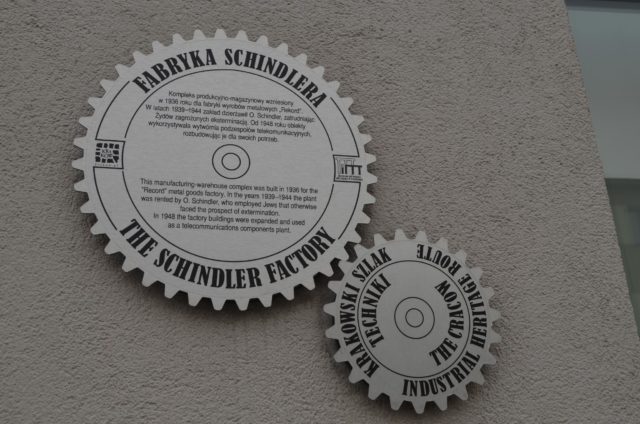 FABRYKA SCHINDLERA
Kompleks produkcyjno-magazynowy wzniesiony
w 1936 roku dla fabryki wyrobów metalowych „Rekord”.
W latach 1939–1944 zakład dzierżawił O. Schindler, zatrudniając
Żydów zagrożonych eksterminacją. Od 1948 roku obiekty
wykorzystywała wytwórnia podzespołów telekomunikacyjnych,
rozbudowując je dla swoich potrzeb.
This manufacturing-warehouse complex was built in 1936 for the
"Rekord" metal goods factory. In the years 1939–1944 the plant
was rented by O. Schindler, who employed Jews that otherwise
faced the prospect of extermination.
In 1948 the factory buildings were expanded and used
as a telecommunications components plant.
THE SCHINDLER FACTORY
KRAKOWSKI SZLAK
TECHNIKI
THE CRACOW
INDUSTRIAL HERITAGE ROUTE